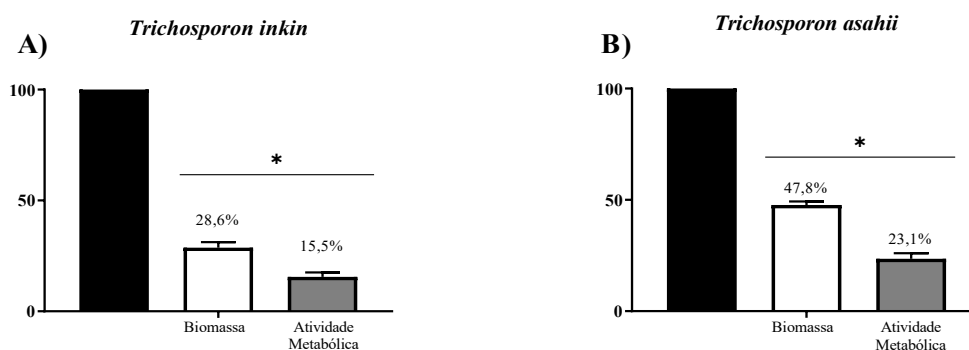 Trichosporon inkin
A)
100
50
0
*
28,6%
15,5%
Biomassa
Atividade
Metabólica
Trichosporon asahii
B)
100
50
0
*
47,8%
23,1%
Biomassa
Atividade
Metabólica